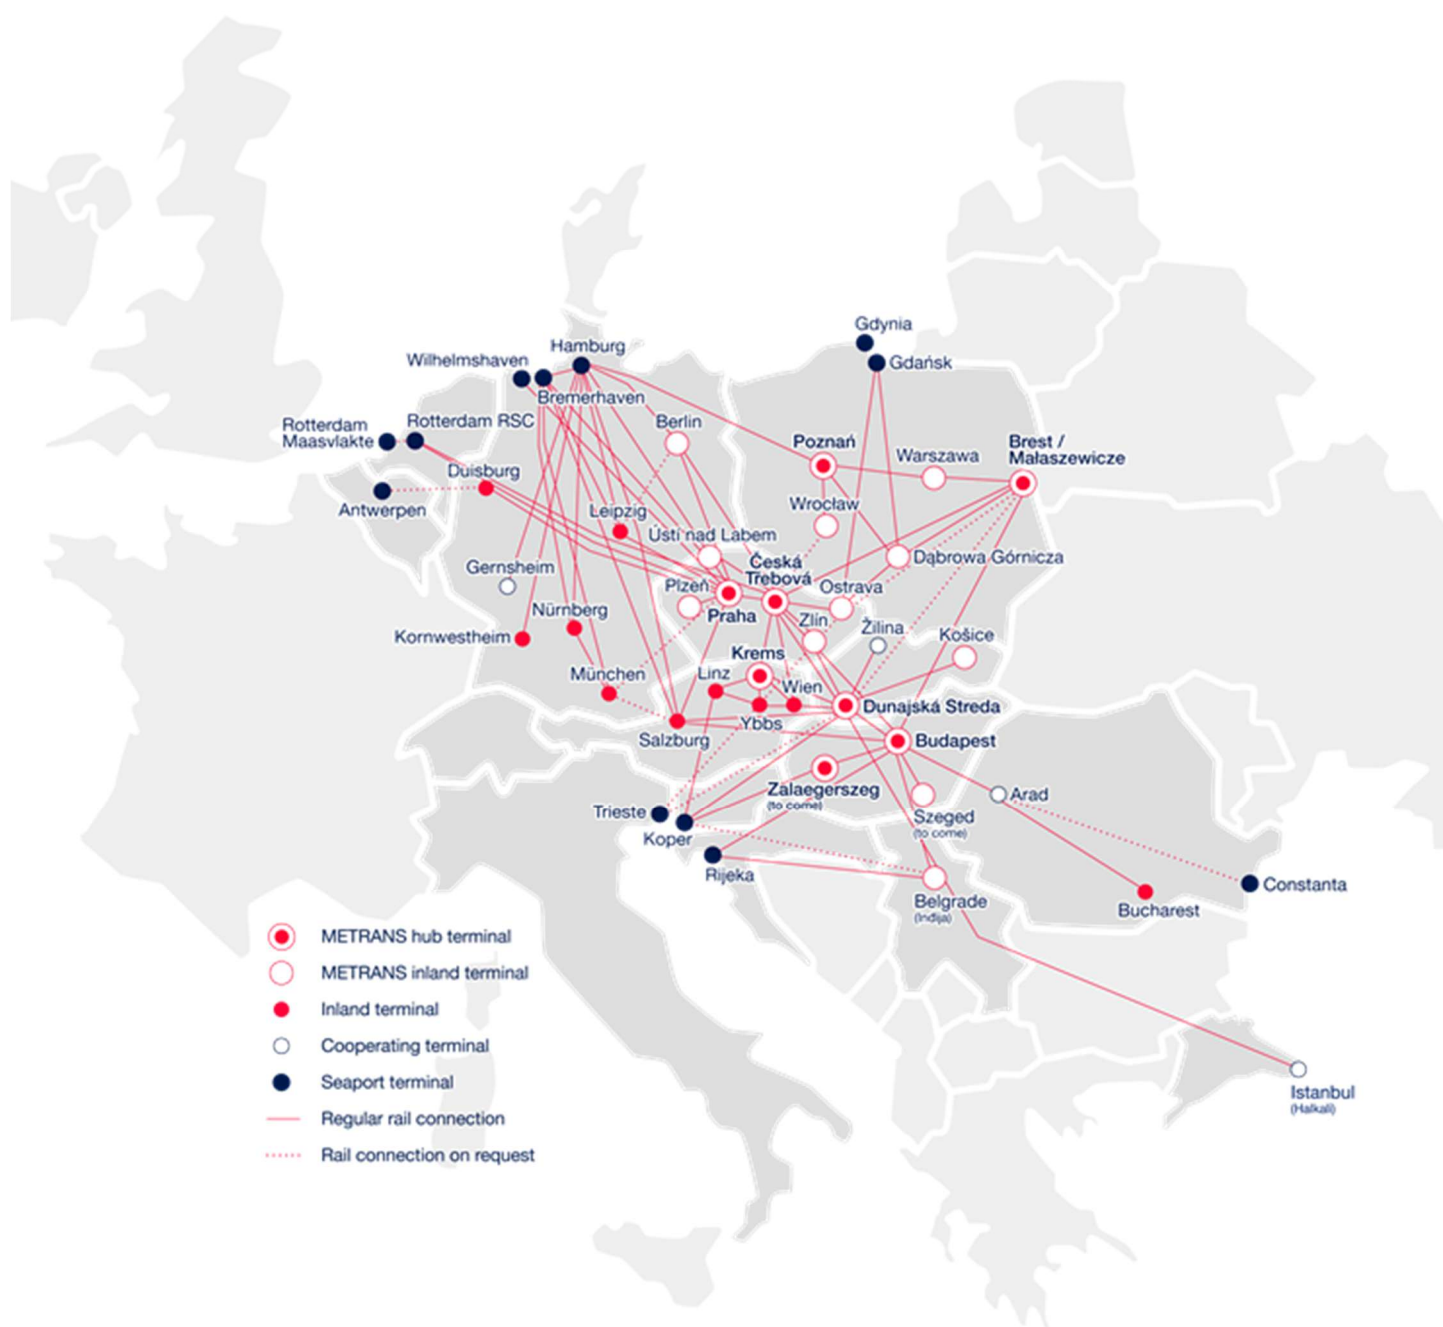 Gdynia
Gdańsk
Hamburg
Wilhelmshaven
Bremerhaven
Rotterdam
Maasvlakte
Rotterdam RSC
Berlin
Poznań
Warszawa
Brest /
Małaszewicze
Duisburg
Antwerpen
Leipzig
Wrocław
Ústí nad Labem
Česká
Třebová
Dąbrowa Górnicza
Gernsheim
Plzeň
Ostrava
Praha
Nürnberg
Zlín
Žilina
Kornwestheim
Košice
Krems
München
Linz
Wien
Dunajská Streda
Ybbs
Salzburg
Budapest
Zalaegerszeg
(to come)
Arad
Trieste
Szeged
(to come)
Koper
Rijeka
Constanta
Belgrade
(Indija)
Bucharest
METRANS hub terminal
METRANS inland terminal
Inland terminal
Cooperating terminal
Seaport terminal
Istanbul
(Halkali)
Regular rail connection
Rail connection on request